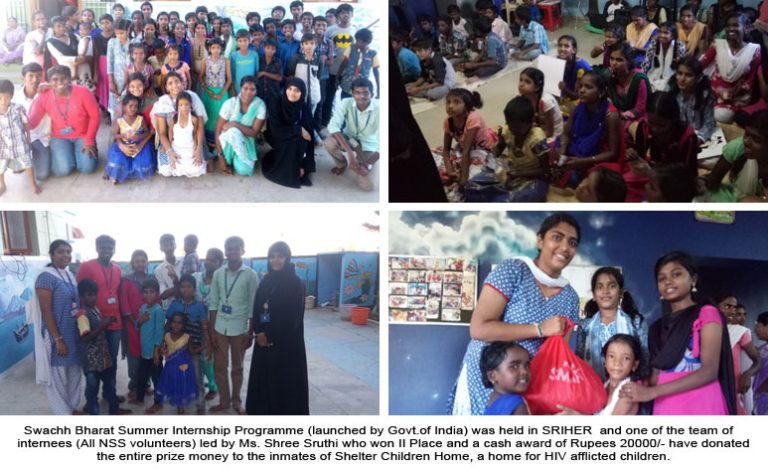 Swachh Bharat Summer Internship Programme (launched by Govt.of India) was held in SRIHER and one of the team of
internees (All NSS volunteers) led by Ms. Shree Sruthi who won II Place and a cash award of Rupees 20000/- have donated
the entire prize money to the inmates of Shelter Children Home, a home for HIV afflicted children.